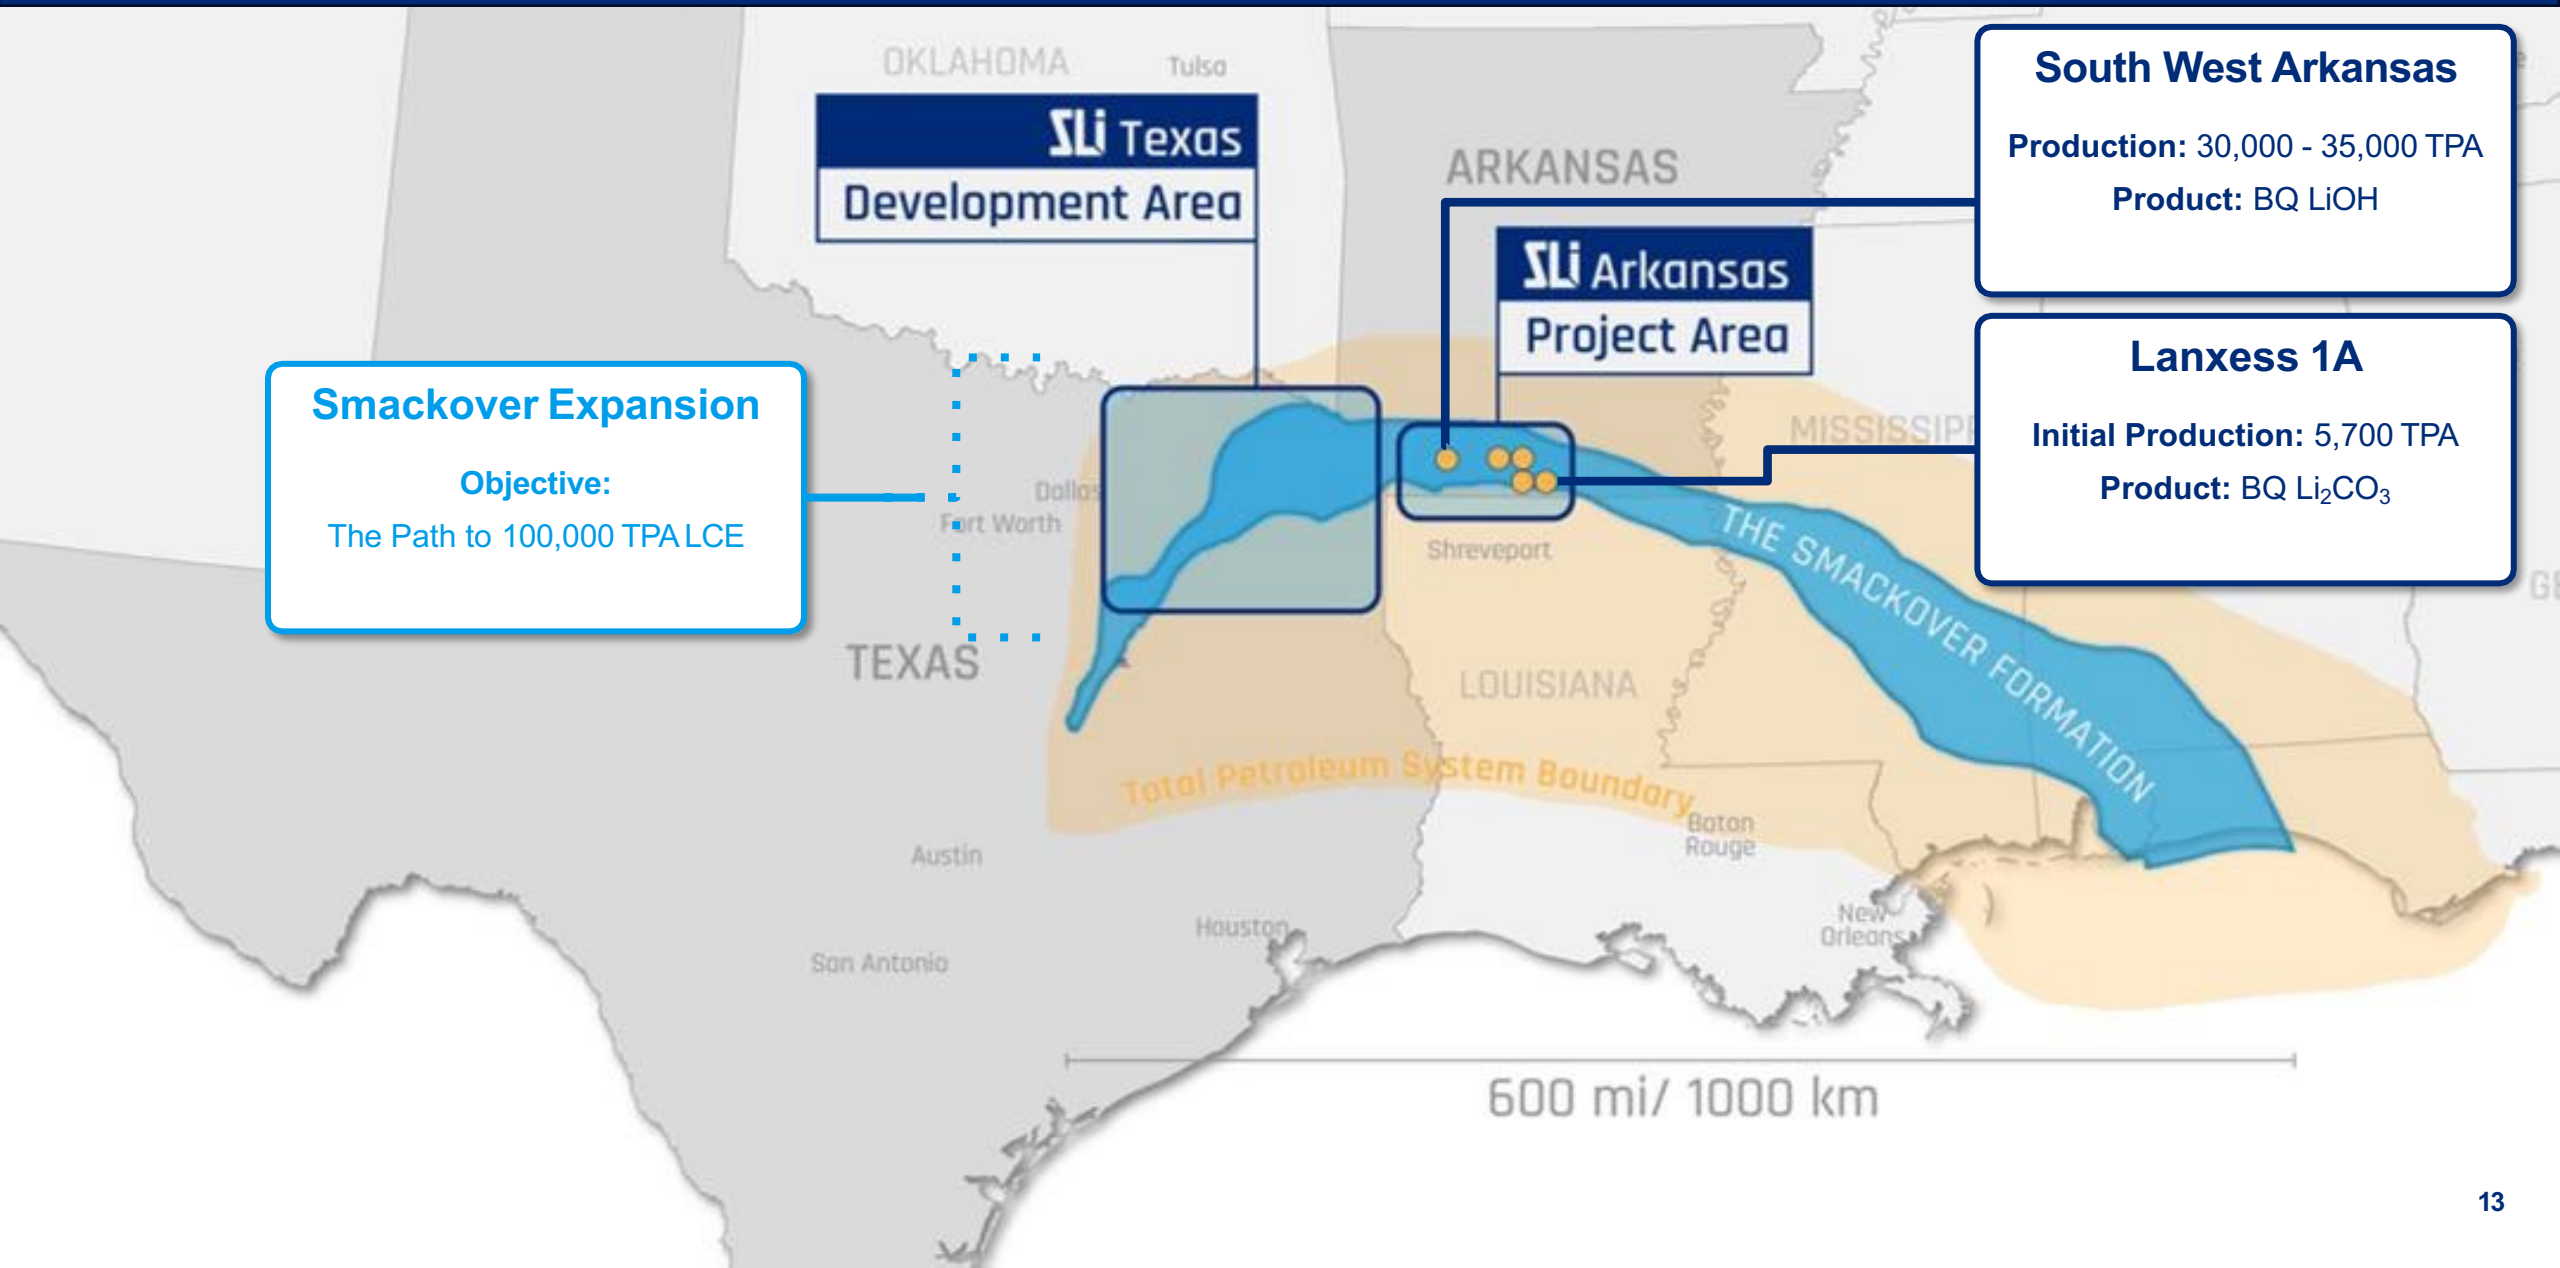 OKLAHOMA
Tulsa
SLi Texas
Development Area
ARKANSAS
SLi Arkansas
Project Area
South West Arkansas
Production: 30,000 - 35,000 TPA
Product: BQ LiOH
Lanxess 1A
Initial Production: 5,700 TPA
Product: BQ Li₂CO₃
Smackover Expansion
Objective:
The Path to 100,000 TPA LCE
Dallas
Fort Worth
MISSISSIPP
Shreveport
THE SMACKOVER FORMATION
GE
TEXAS
LOUISIANA
Total Petroleum System Boundary
Baton
Rouge
Austin
Houston
New
Orleans
San Antonio
600 mi/ 1000 km
13